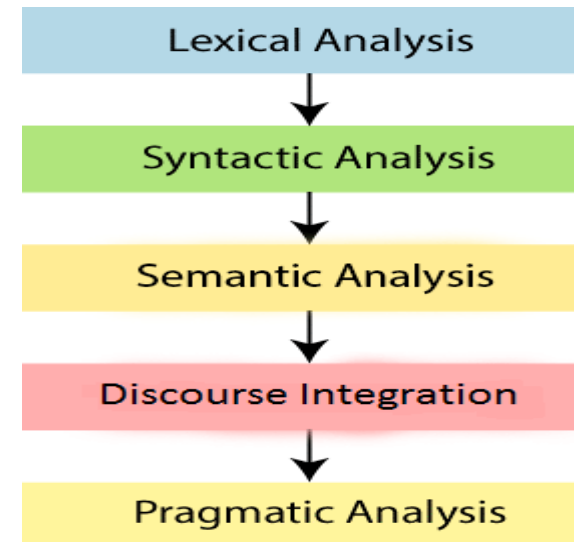 Lexical Analysis
Syntactic Analysis
Semantic Analysis
Discourse Integration
Pragmatic Analysis